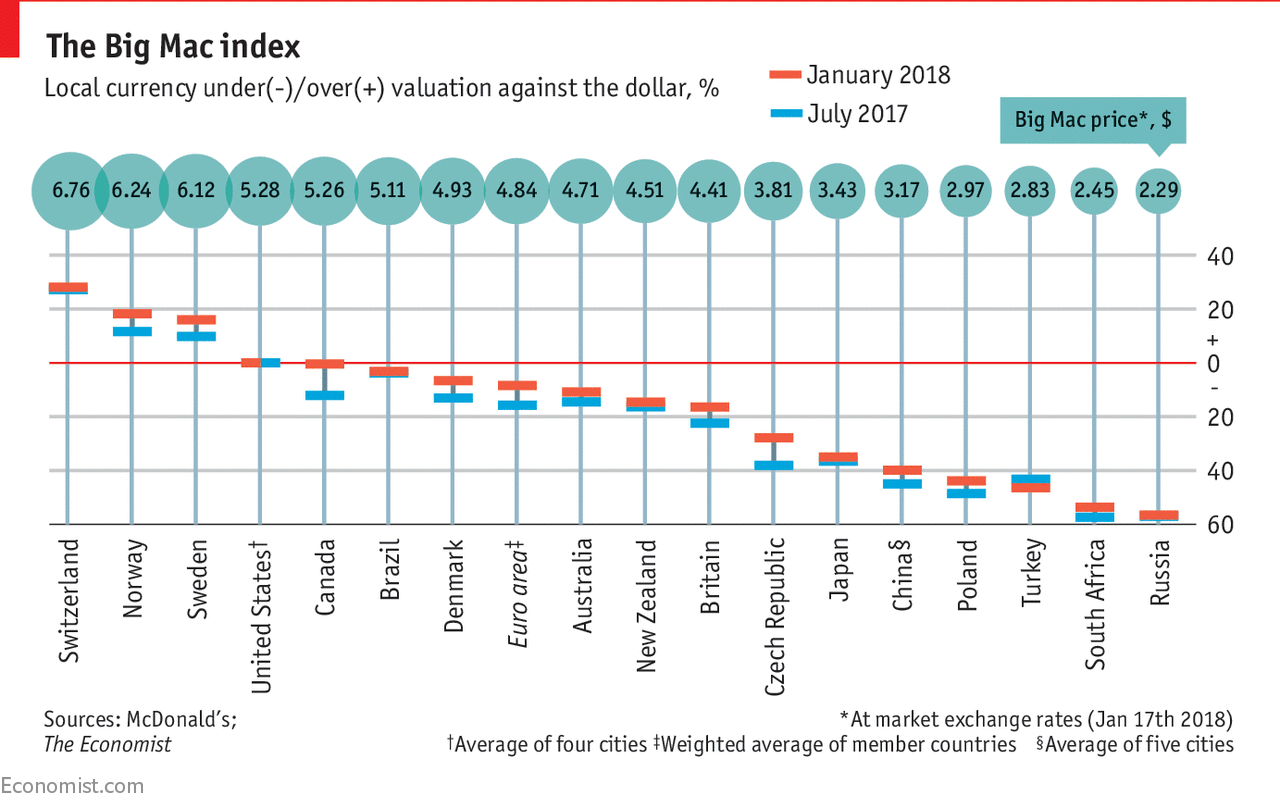 The Big Mac index
Local currency under(-)/over(+) valuation against the dollar, %
January 2018
July 2017
Big Mac price*, $
6.76 6.24 6.12 5.28 5.26 5.11 4.93 4.84 4.71 4.51 4.41 3.81 3.43 3.17 2.97 2.83 2.45 2.29
40
20
+
0
-
20
40
60
Switzerland
Norway
Sweden
United States†
Canada
Brazil
Denmark
Euro area‡
Australia
New Zealand
Britain
Czech Republic
Japan
China§
Poland
Turkey
South Africa
Russia
Sources: McDonald's;
The Economist
*At market exchange rates (Jan 17th 2018)
†Average of four cities ‡Weighted average of member countries §Average of five cities
Economist.com